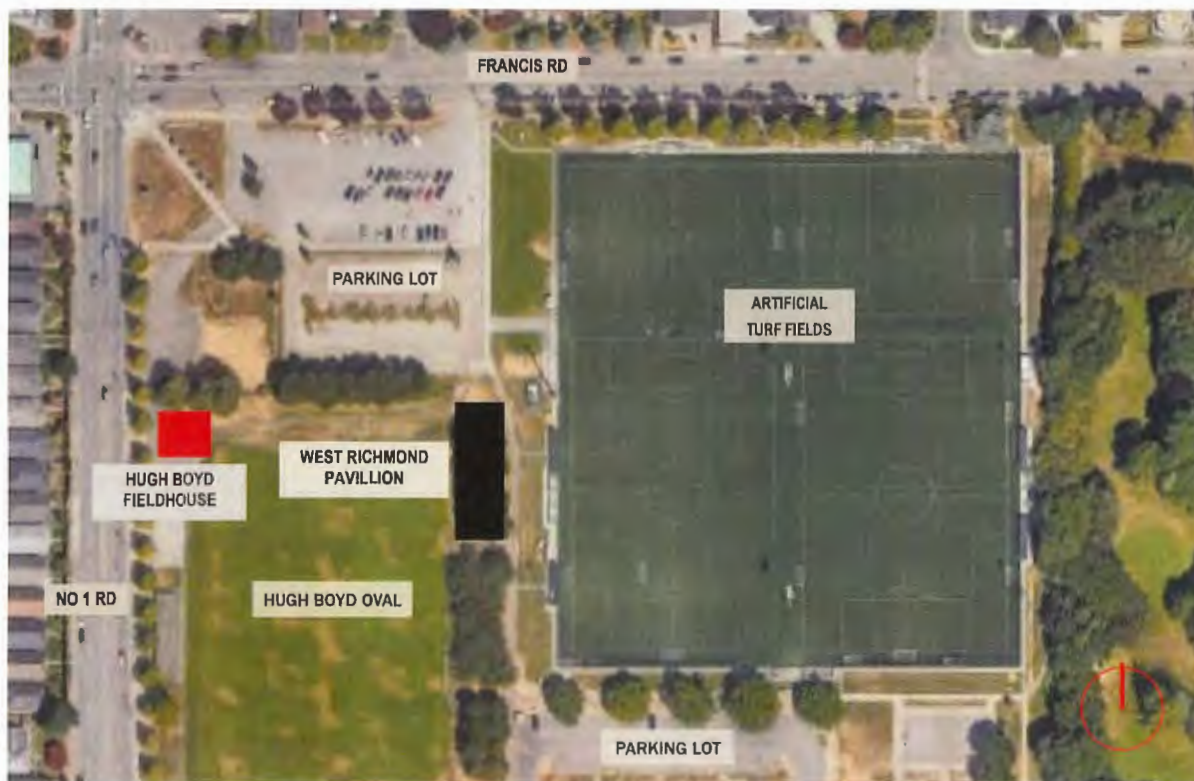 FRANCIS RD
PARKING LOT
ARTIFICIAL
TURF FIELDS
WEST RICHMOND
PAVILLION
HUGH BOYD
FIELDHOUSE
NO 1 RD
HUGH BOYD OVAL
PARKING LOT